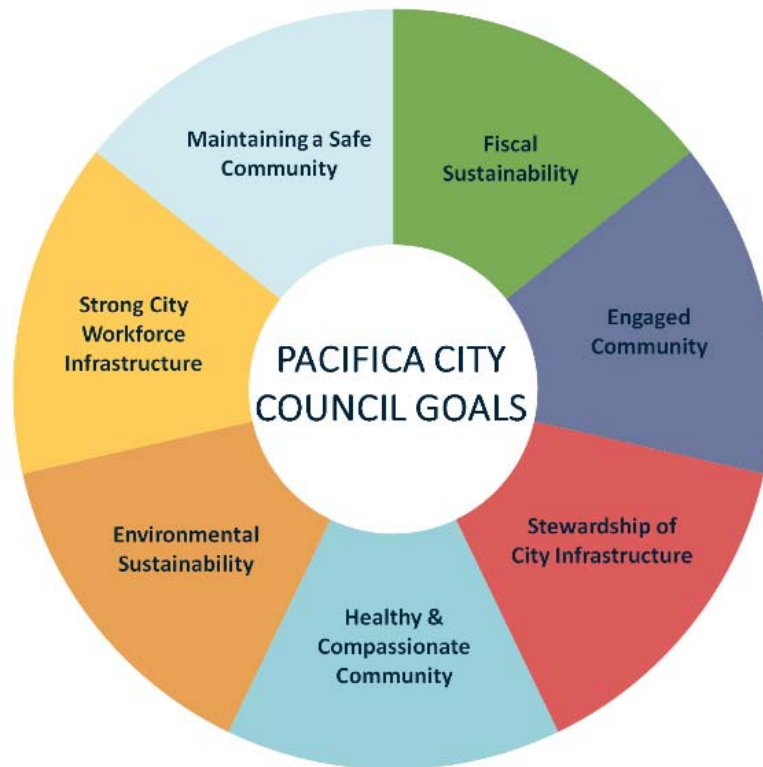 Maintaining a Safe
Community
Fiscal
Sustainability
Strong City
Workforce
Infrastructure
PACIFICA CITY
COUNCIL GOALS
Engaged
Community
Environmental
Sustainability
Stewardship of
City Infrastructure
Healthy &
Compassionate
Community